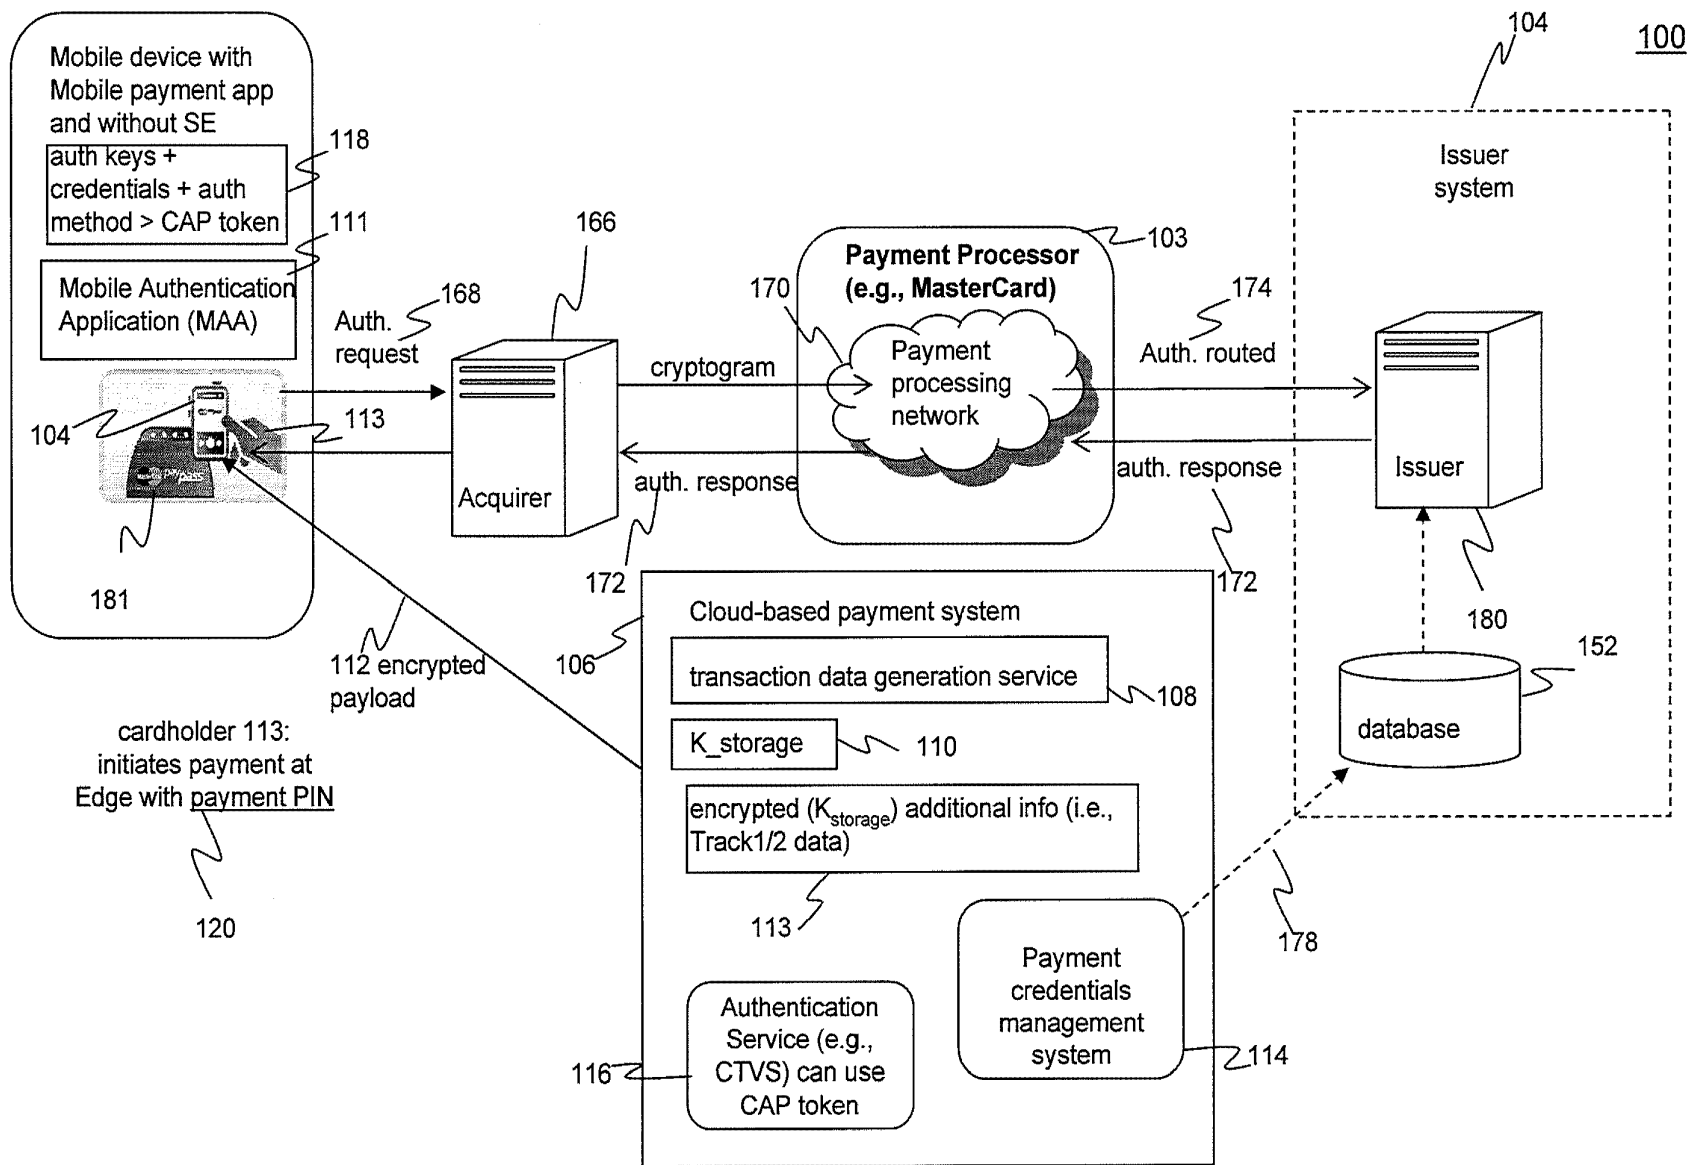 100
104
Mobile device with
Mobile payment app
and without SE
118
auth keys +
credentials + auth
method > CAP token
111
Mobile Authentication
Application (MAA)
104
113
181
Auth.
request
168
166
Acquirer
cryptogram
auth. response
172
103
Payment Processor
(e.g., MasterCard)
170
Payment
processing
network
174
Auth. routed
auth. response
172
Issuer
system
Issuer
180
152
database
178
112 encrypted
payload
cardholder 113:
initiates payment at
Edge with payment PIN
120
106
Cloud-based payment system
transaction data generation service
108
K_storage
110
encrypted (Kstorage) additional info (i.e.,
Track1/2 data)
113
Payment
credentials
management
system
114
Authentication
Service (e.g.,
CTVS) can use
CAP token
116